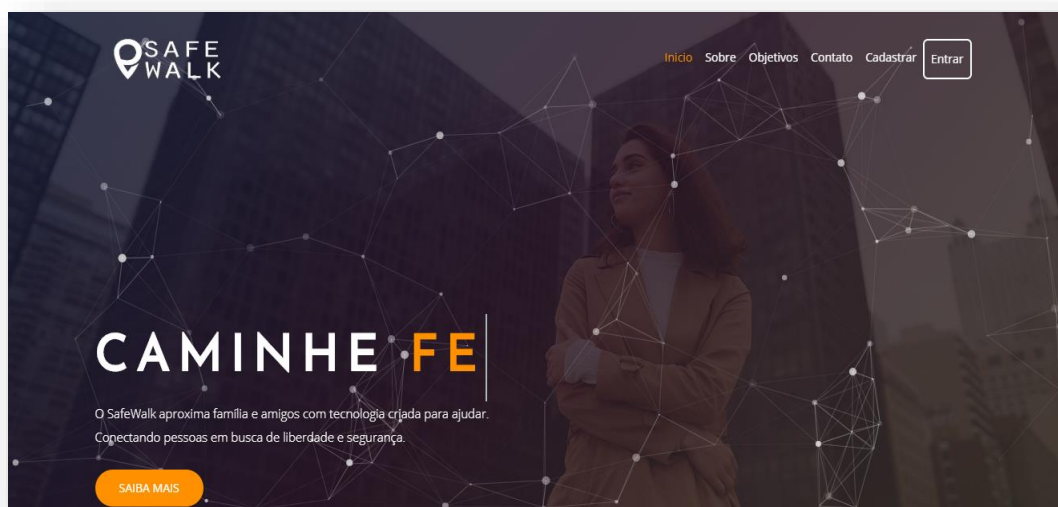 SAFE
WALK
Inicio Sobre Objetivos Contato Cadastrar Entrar
CAMINHE FE
O SafeWalk aproxima família e amigos com tecnologia criada para ajudar.
Conectando pessoas em busca de liberdade e segurança.
SAIBA MAIS